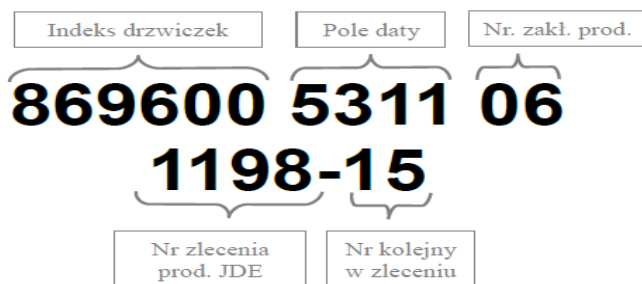 Indeks drzwiczek Pole daty Nr. zakł. prod.
869600 5311 06
1198-15
Nr zlecenia Nr kolejny
prod. JDE w zleceniu